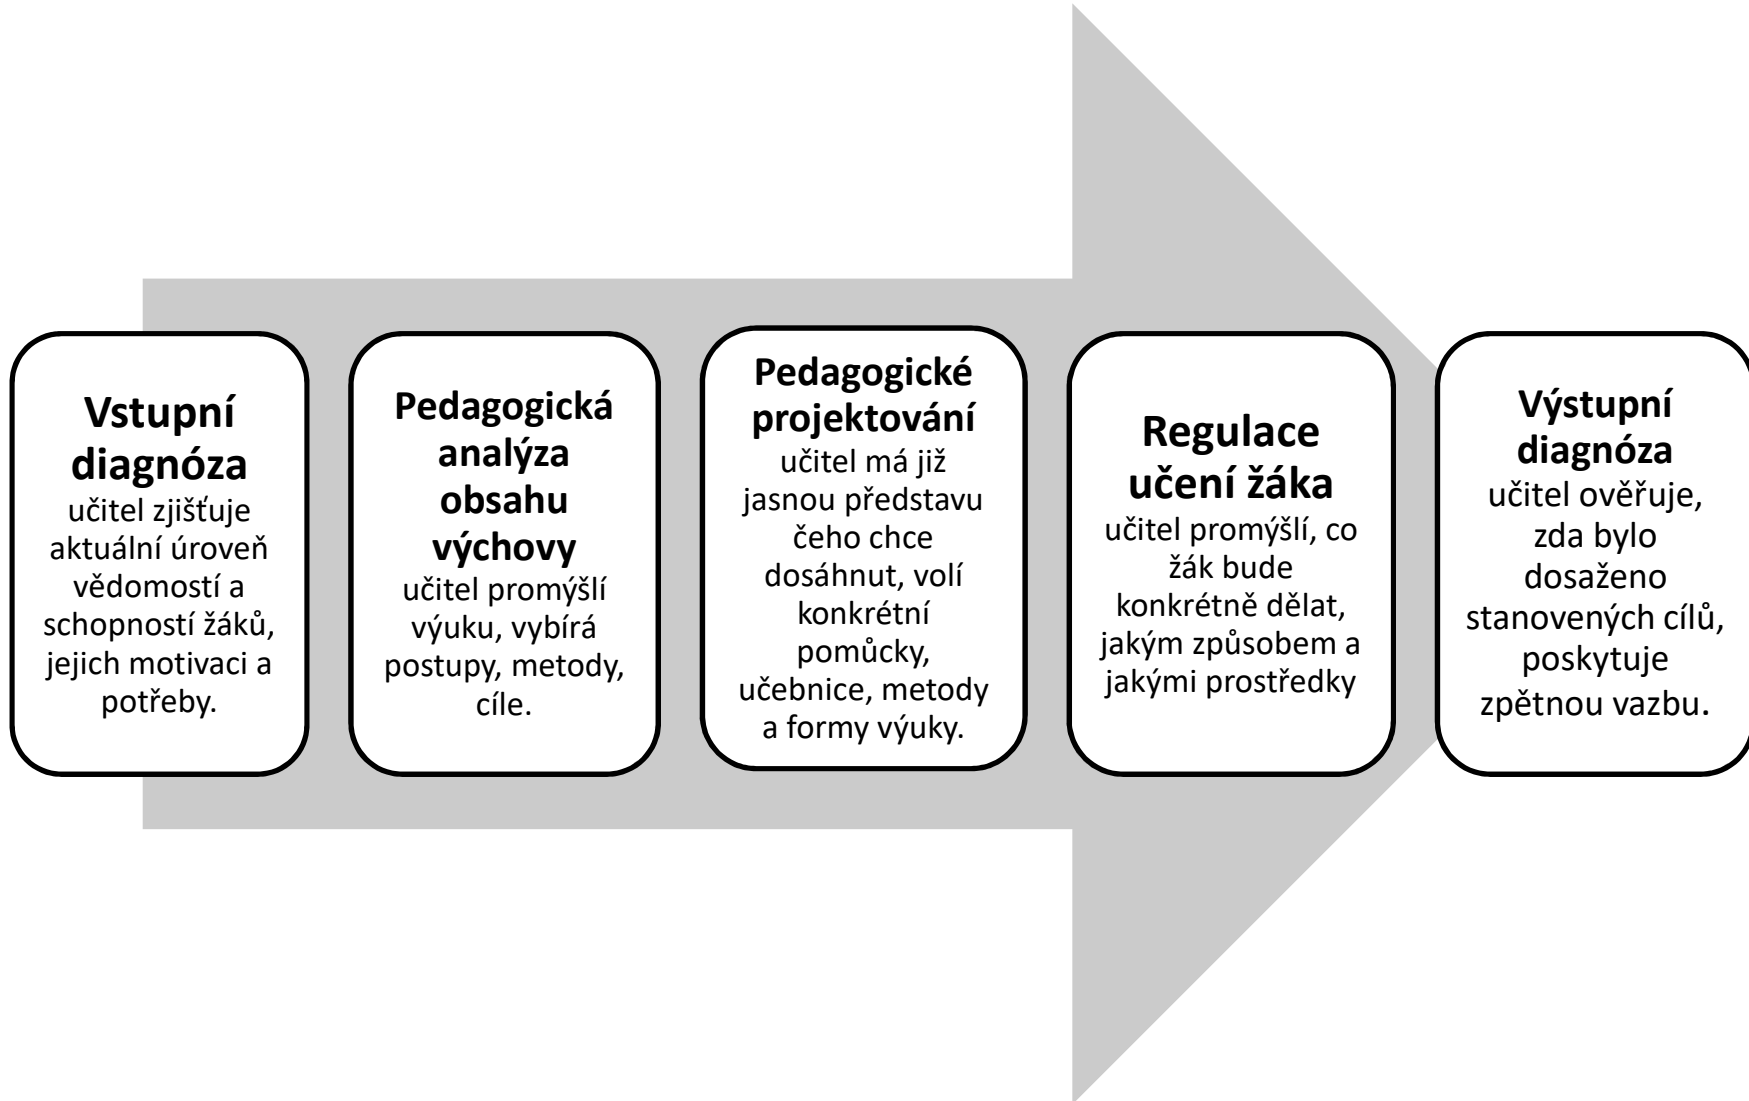 Vstupní
diagnóza
učitel zjišťuje
aktuální úroveň
vědomostí a
schopností žáků,
jejich motivaci a
potřeby.
Pedagogická
analýza
obsahu
výchovy
učitel promýšlí
výuku, vybírá
postupy, metody,
cíle.
Pedagogické
projektování
učitel má již
jasnou představu
čeho chce
dosáhnut, volí
konkrétní
pomůcky,
učebnice, metody
a formy výuky.
Regulace
učení žáka
učitel promýšlí, co
žák bude
konkrétně dělat,
jakým způsobem a
jakými prostředky
Výstupní
diagnóza
učitel ověřuje,
zda bylo
dosaženo
stanovených cílů,
poskytuje
zpětnou vazbu.